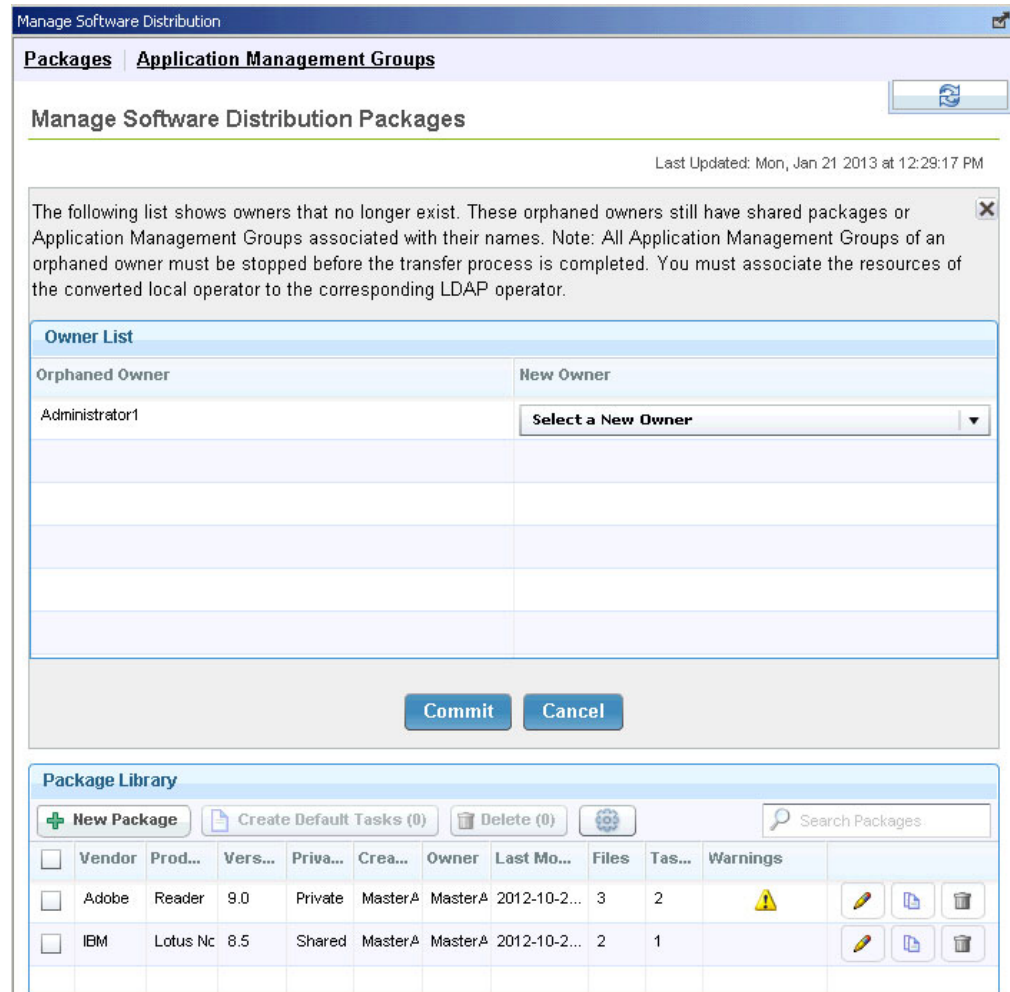 Manage Software Distribution
Packages | Application Management Groups
Manage Software Distribution Packages
Last Updated: Mon, Jan 21 2013 at 12:29:17 PM
The following list shows owners that no longer exist. These orphaned owners still have shared packages or
Application Management Groups associated with their names. Note: All Application Management Groups of an
orphaned owner must be stopped before the transfer process is completed. You must associate the resources of
the converted local operator to the corresponding LDAP operator.
Owner List
Orphaned Owner New Owner
Administrator1 Select a New Owner
Commit Cancel
Package Library
New Package Create Default Tasks (0) Delete (0) Search Packages
Vendor Prod... Vers... Priva... Crea... Owner Last Mo... Files Tas... Warnings
Adobe Reader 9.0 Private MasterA MasterA 2012-10-2... 3 2
IBM Lotus Nc 8.5 Shared MasterA MasterA 2012-10-2... 2 1